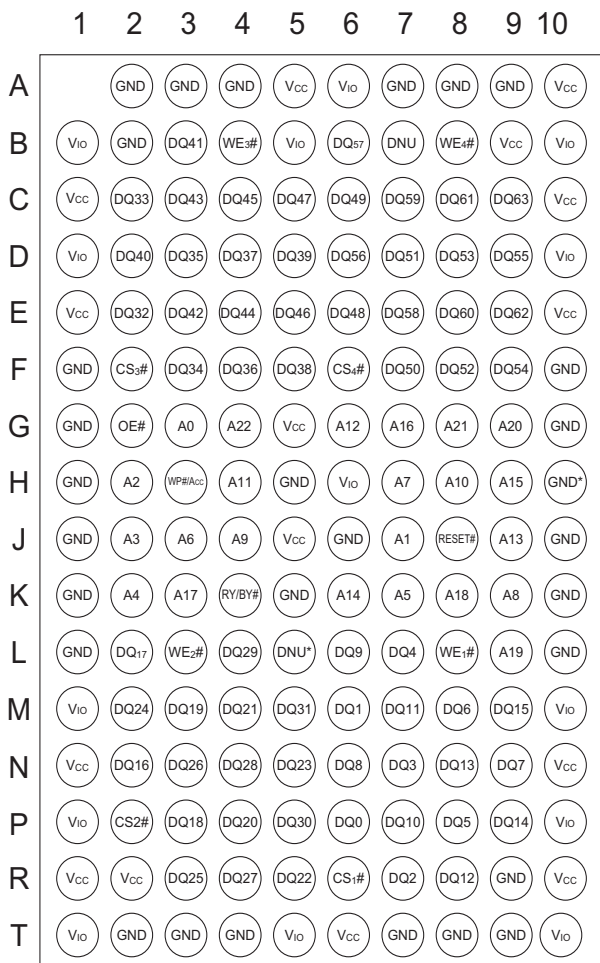 1 2 3 4 5 6 7 8 9 10
A GND GND GND VCC VIO GND GND GND VCC
B VIO GND DQ41 WE3# VIO DQ57 DNU WE4# VCC VIO
C VCC DQ33 DQ43 DQ45 DQ47 DQ49 DQ59 DQ61 DQ63 VCC
D VIO DQ40 DQ35 DQ37 DQ39 DQ56 DQ51 DQ53 DQ55 VIO
E VCC DQ32 DQ42 DQ44 DQ46 DQ48 DQ58 DQ60 DQ62 VCC
F GND CS3# DQ34 DQ36 DQ38 CS4# DQ50 DQ52 DQ54 GND
G GND OE# A0 A22 VCC A12 A16 A21 A20 GND
H GND A2 WP#/ACC A11 GND VIO A7 A10 A15 GND*
J GND A3 A6 A9 VCC GND A1 RESET# A13 GND
K GND A4 A17 RY/BY# GND A14 A5 A18 A8 GND
L GND DQ17 WE2# DQ29 DNU* DQ9 DQ4 WE1# A19 GND
M VIO DQ24 DQ19 DQ21 DQ31 DQ1 DQ11 DQ6 DQ15 VIO
N VCC DQ16 DQ26 DQ28 DQ23 DQ8 DQ3 DQ13 DQ7 VCC
P VIO CS2# DQ18 DQ20 DQ30 DQ0 DQ10 DQ5 DQ14 VIO
R VCC VCC DQ25 DQ27 DQ22 CS1# DQ2 DQ12 GND VCC
T VIO GND GND GND VIO VCC GND GND GND VIO